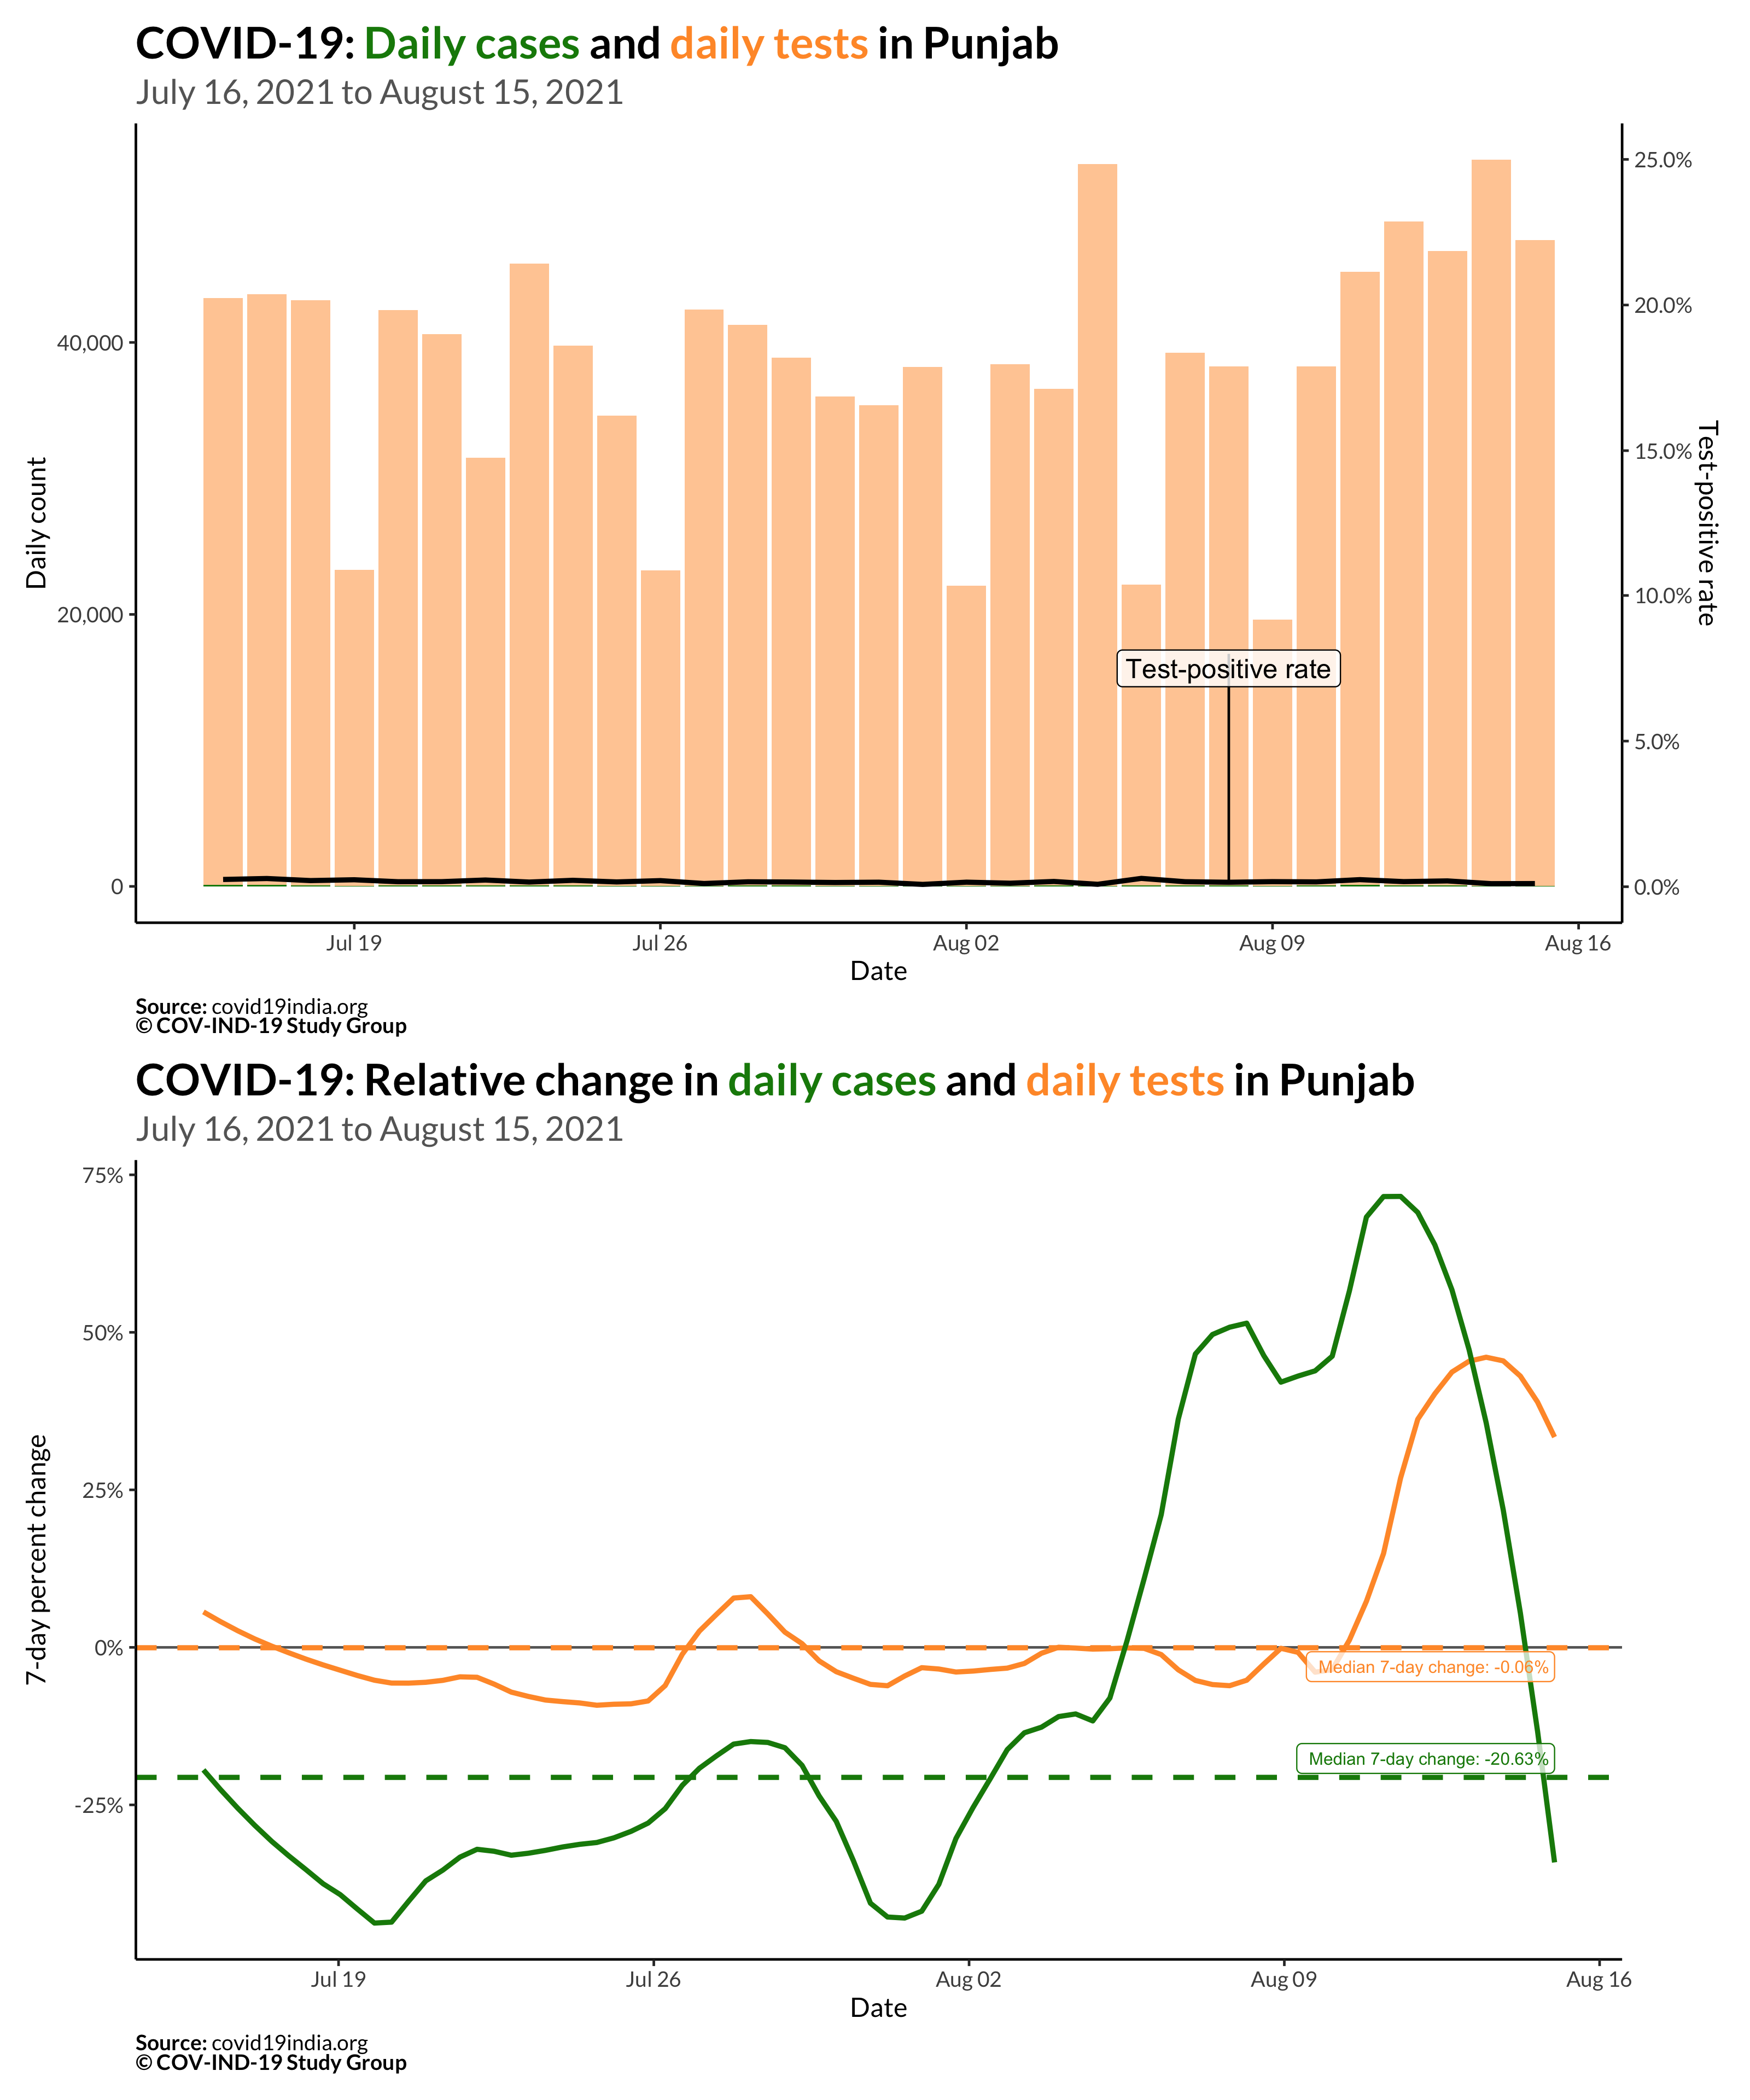 COVID-19: Daily cases and daily tests in Punjab
July 16, 2021 to August 15, 2021
Daily count
40,000
20,000
0
25.0%
20.0%
15.0%
10.0%
5.0%
0.0%
Test-positive rate
Test-positive rate
Jul 19
Jul 26
Aug 02
Aug 09
Aug 16
Date
Source: covid19india.org
© COV-IND-19 Study Group
COVID-19: Relative change in daily cases and daily tests in Punjab
July 16, 2021 to August 15, 2021
7-day percent change
75%
50%
25%
0%
-25%
Median 7-day change: -0.06%
Median 7-day change: -20.63%
Jul 19
Jul 26
Aug 02
Aug 09
Aug 16
Date
Source: covid19india.org
© COV-IND-19 Study Group